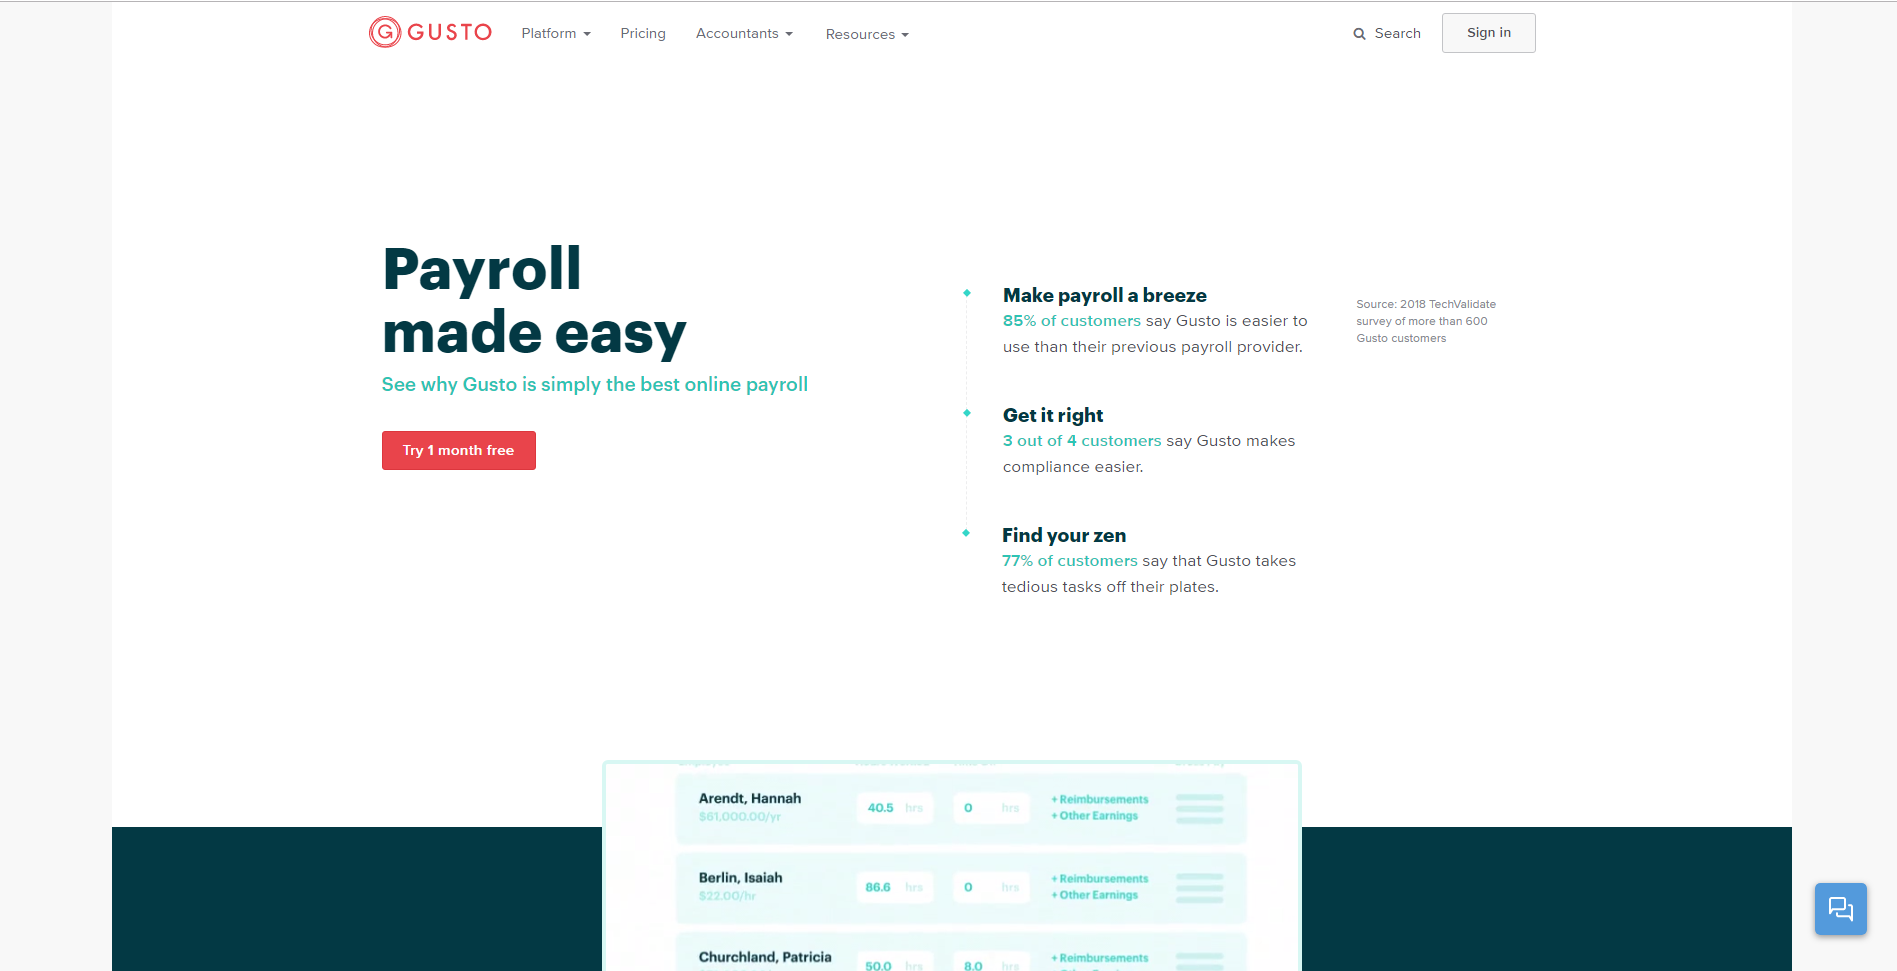 GUSTO
Platform
Pricing
Accountants
Resources
Search
Sign in
Payroll
made easy
See why Gusto is simply the best online payroll
Try 1 month free
Make payroll a breeze
85% of customers say Gusto is easier to
use than their previous payroll provider.
Source: 2018 TechValidate
survey of more than 600
Gusto customers
Get it right
3 out of 4 customers say Gusto makes
compliance easier.
Find your zen
77% of customers say that Gusto takes
tedious tasks off their plates.
Arendt, Hannah
$61,000.00/yr
40.5 hrs
0 hrs
+ Reimbursements
+ Other Earnings
Berlin, Isaiah
$22.00/hr
86.6 hrs
0 hrs
+ Reimbursements
+ Other Earnings
Churchland, Patricia
50.0 hrs
8.0 hrs
+ Reimbursements